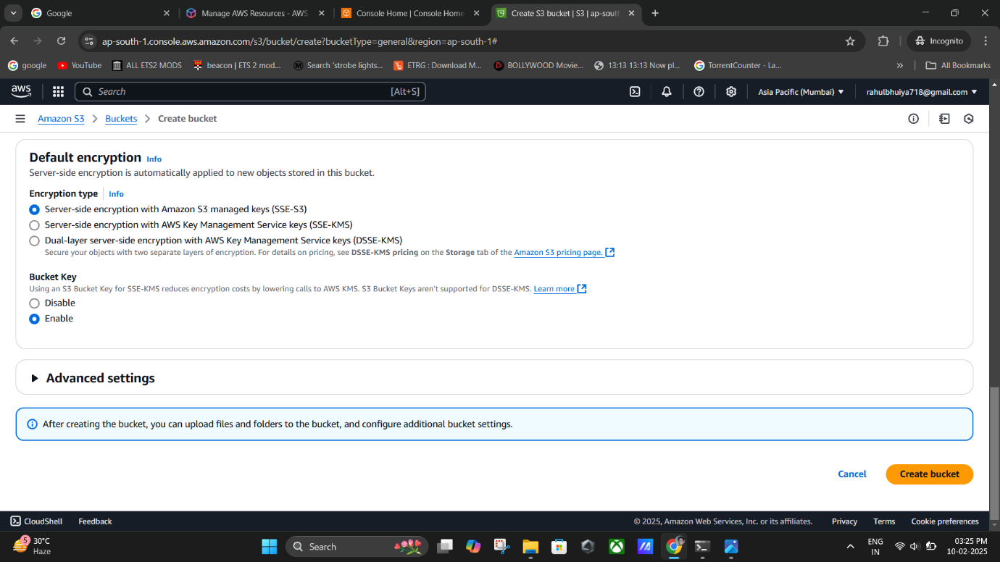 Google
Manage AWS Resources - AWS
Console Home | Console Home
Create S3 bucket | S3 | ap-sout
ap-south-1.console.aws.amazon.com/s3/bucket/create?bucketType=general&region=ap-south-1#
Incognito
google
YouTube
ALL ETS2 MODS
beacon | ETS 2 mod...
Search 'strobe lights...
ETRG : Download M...
BOLLYWOOD Movie...
13:13 13:13 Now pl...
TorrentCounter - La...
All Bookmarks
aws
Search
[Alt+S]
Asia Pacific (Mumbai)
rahulbhuiya718@gmail.com
Amazon S3
Buckets
Create bucket
Default encryption Info
Server-side encryption is automatically applied to new objects stored in this bucket.
Encryption type Info
Server-side encryption with Amazon S3 managed keys (SSE-S3)
Server-side encryption with AWS Key Management Service keys (SSE-KMS)
Dual-layer server-side encryption with AWS Key Management Service keys (DSSE-KMS)
Secure your objects with two separate layers of encryption. For details on pricing, see DSSE-KMS pricing on the Storage tab of the Amazon S3 pricing page.
Bucket Key
Using an S3 Bucket Key for SSE-KMS reduces encryption costs by lowering calls to AWS KMS. S3 Bucket Keys aren't supported for DSSE-KMS. Learn more
Disable
Enable
Advanced settings
After creating the bucket, you can upload files and folders to the bucket, and configure additional bucket settings.
Cancel
Create bucket
CloudShell
Feedback
© 2025, Amazon Web Services, Inc. or its affiliates.
Privacy
Terms
Cookie preferences
5
30°C
Haze
Search
ENG
IN
03:25 PM
10-02-2025